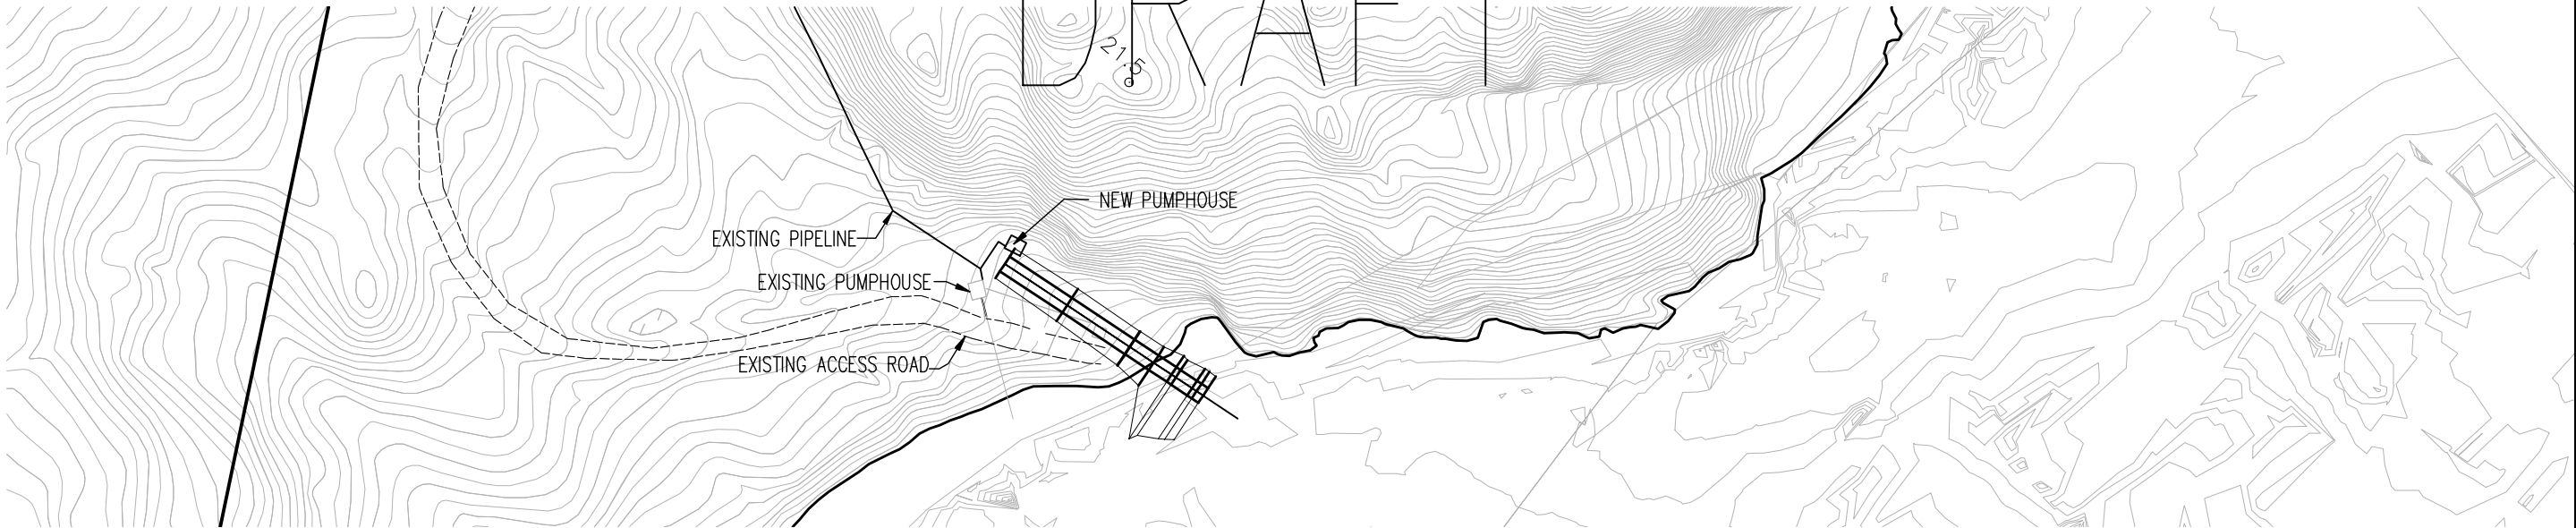 DRAFT
21.5
NEW PUMPHOUSE
EXISTING PIPELINE
EXISTING PUMPHOUSE
EXISTING ACCESS ROAD